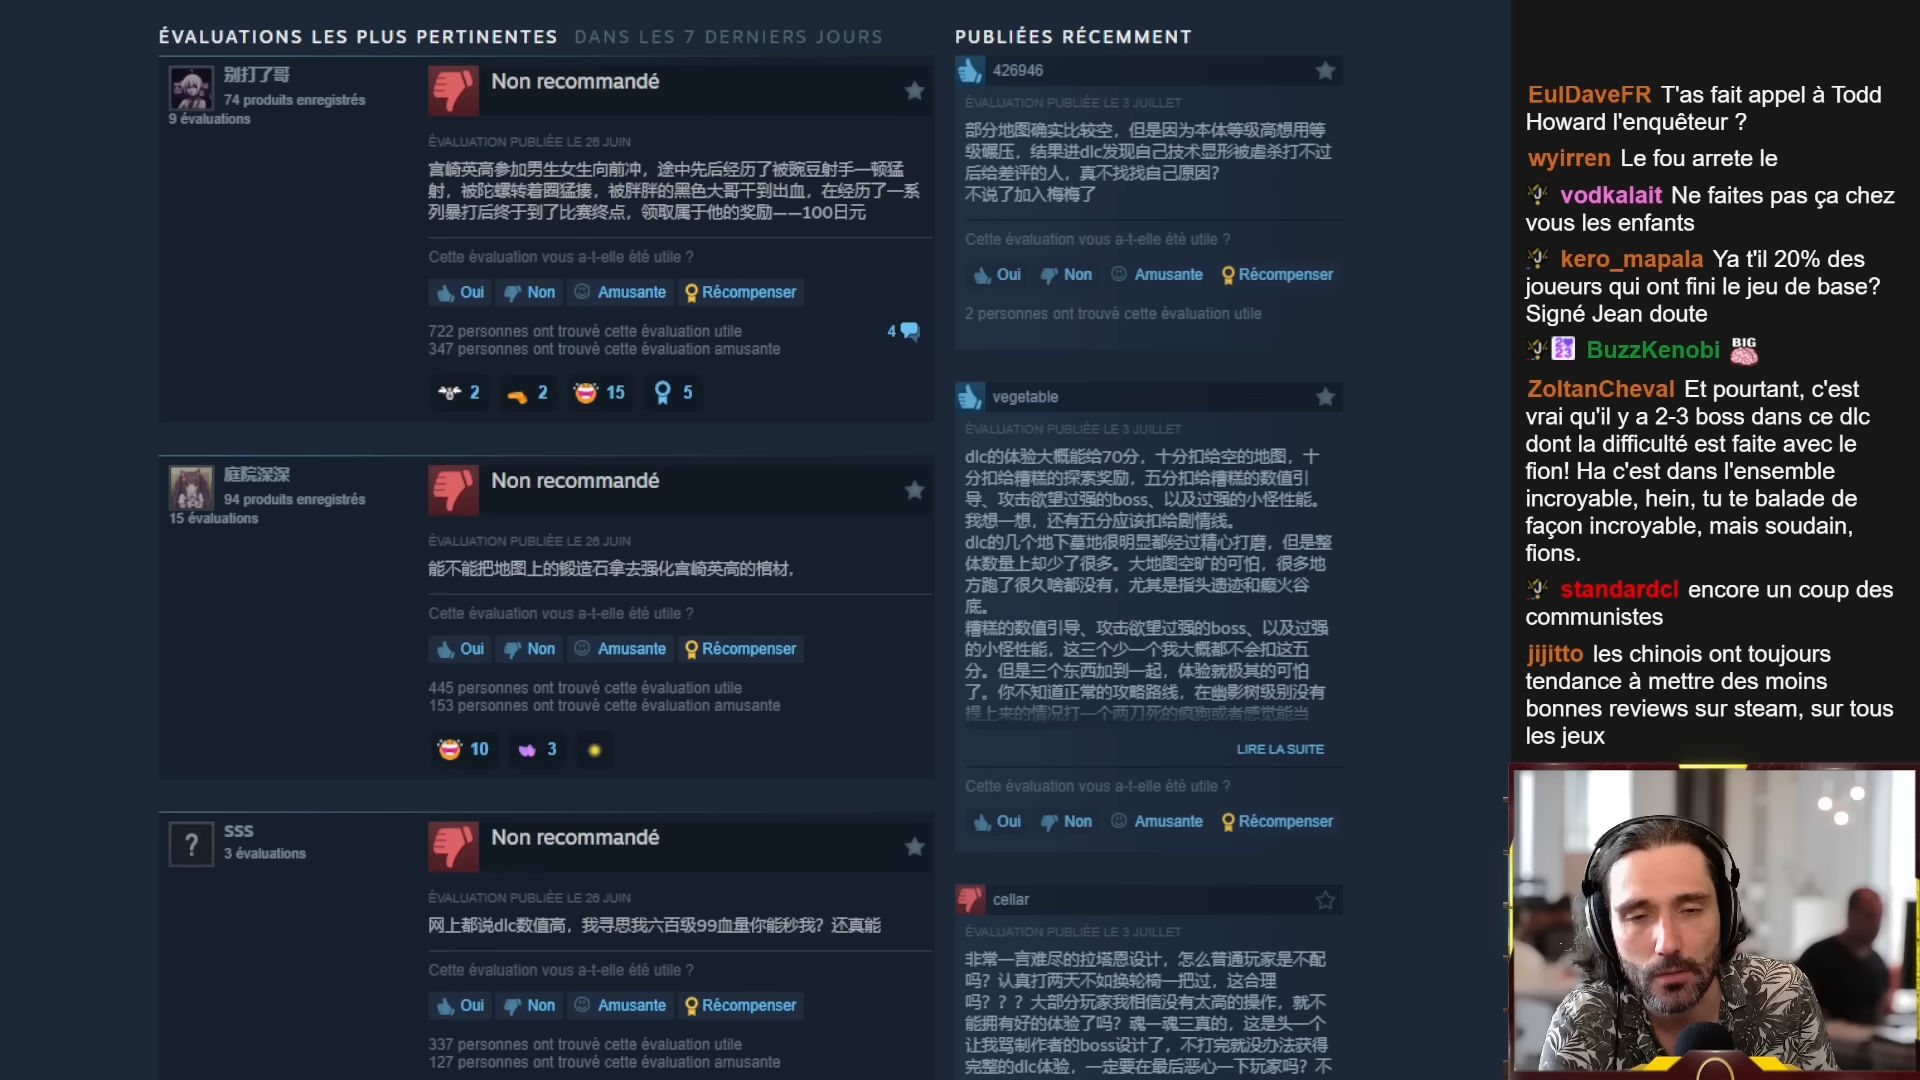 ÉVALUATIONS LES PLUS PERTINENTES DANS LES 7 DERNIERS JOURS
别打了哥
74 produits enregistrés
9 évaluations
Non recommandé
ÉVALUATION PUBLIÉE LE 26 JUIN
宫崎英高参加男生女生向前冲，途中先后经历了被豌豆射手一顿猛
射，被陀螺转着圈猛揍，被胖胖的黑色大哥干到出血，在经历了一系
列暴打后终于到了比赛终点，领取属于他的奖励——100日元
Cette évaluation vous a-t-elle été utile ?
Oui Non Amusante Récompenser
722 personnes ont trouvé cette évaluation utile
347 personnes ont trouvé cette évaluation amusante
4
2 2 15 5
庭院深深
94 produits enregistrés
15 évaluations
Non recommandé
ÉVALUATION PUBLIÉE LE 26 JUIN
能不能把地图上的锻造石拿去强化宫崎英高的棺材,
Cette évaluation vous a-t-elle été utile ?
Oui Non Amusante Récompenser
445 personnes ont trouvé cette évaluation utile
153 personnes ont trouvé cette évaluation amusante
10 3
?
SSS
3 évaluations
Non recommandé
ÉVALUATION PUBLIÉE LE 26 JUIN
网上都说dlc数值高，我寻思我六百级99血量你能秒我？还真能
Cette évaluation vous a-t-elle été utile ?
Oui Non Amusante Récompenser
337 personnes ont trouvé cette évaluation utile
127 personnes ont trouvé cette évaluation amusante
PUBLIÉES RÉCEMMENT
426946
ÉVALUATION PUBLIÉE LE 3 JUILLET
部分地图确实比较空，但是因为本体等级高想用等
级碾压，结果进dlc发现自己技术显形被虐杀打不过
后给差评的人，真不找找自己原因？
不说了加入梅梅了
Cette évaluation vous a-t-elle été utile ?
Oui Non Amusante Récompenser
2 personnes ont trouvé cette évaluation utile
vegetable
ÉVALUATION PUBLIÉE LE 3 JUILLET
dlc的体验大概能给70分，十分扣给空的地图，十
分扣给糟糕的探索奖励，五分扣给糟糕的数值引
导、攻击欲望过强的boss、以及过强的小怪性能。
我想一想，还有五分应该扣给剧情线。
dlc的几个地下墓地很明显都经过精心打磨，但是整
体数量上却少了很多。大地图空旷的可怕，很多地
方跑了很久啥都没有，尤其是指头遗迹和癫火谷
底。
糟糕的数值引导、攻击欲望过强的boss、以及过强
的小怪性能，这三个少一个我大概都不会扣这五
分。但是三个东西加到一起，体验就极其的可怕
了。你不知道正常的攻略路线，在幽影树级别没有
提上来的情况打一个两刀死的疯狗或者感觉能当
LIRE LA SUITE
Cette évaluation vous a-t-elle été utile ?
Oui Non Amusante Récompenser
cellar
ÉVALUATION PUBLIÉE LE 3 JUILLET
非常一言难尽的拉塔恩设计，怎么普通玩家是不配
吗？认真打两天不如换轮椅一把过，这合理
吗？？？大部分玩家我相信没有太高的操作，就不
能拥有好的体验了吗？魂一魂三真的，这是头一个
让我骂制作者的boss设计了，不打完就没办法获得
完整的dlc体验，一定要在最后恶心一下玩家吗？不
EulDaveFR T'as fait appel à Todd
Howard l'enquêteur ?
wyirren Le fou arrete le
vodkalait Ne faites pas ça chez
vous les enfants
kero_mapala Ya t'il 20% des
joueurs qui ont fini le jeu de base?
Signé Jean doute
BuzzKenobi BIG
ZoltanCheval Et pourtant, c'est
vrai qu'il y a 2-3 boss dans ce dlc
dont la difficulté est faite avec le
fion! Ha c'est dans l'ensemble
incroyable, hein, tu te balade de
façon incroyable, mais soudain,
fions.
standardcl encore un coup des
communistes
jijitto les chinois ont toujours
tendance à mettre des moins
bonnes reviews sur steam, sur tous
les jeux